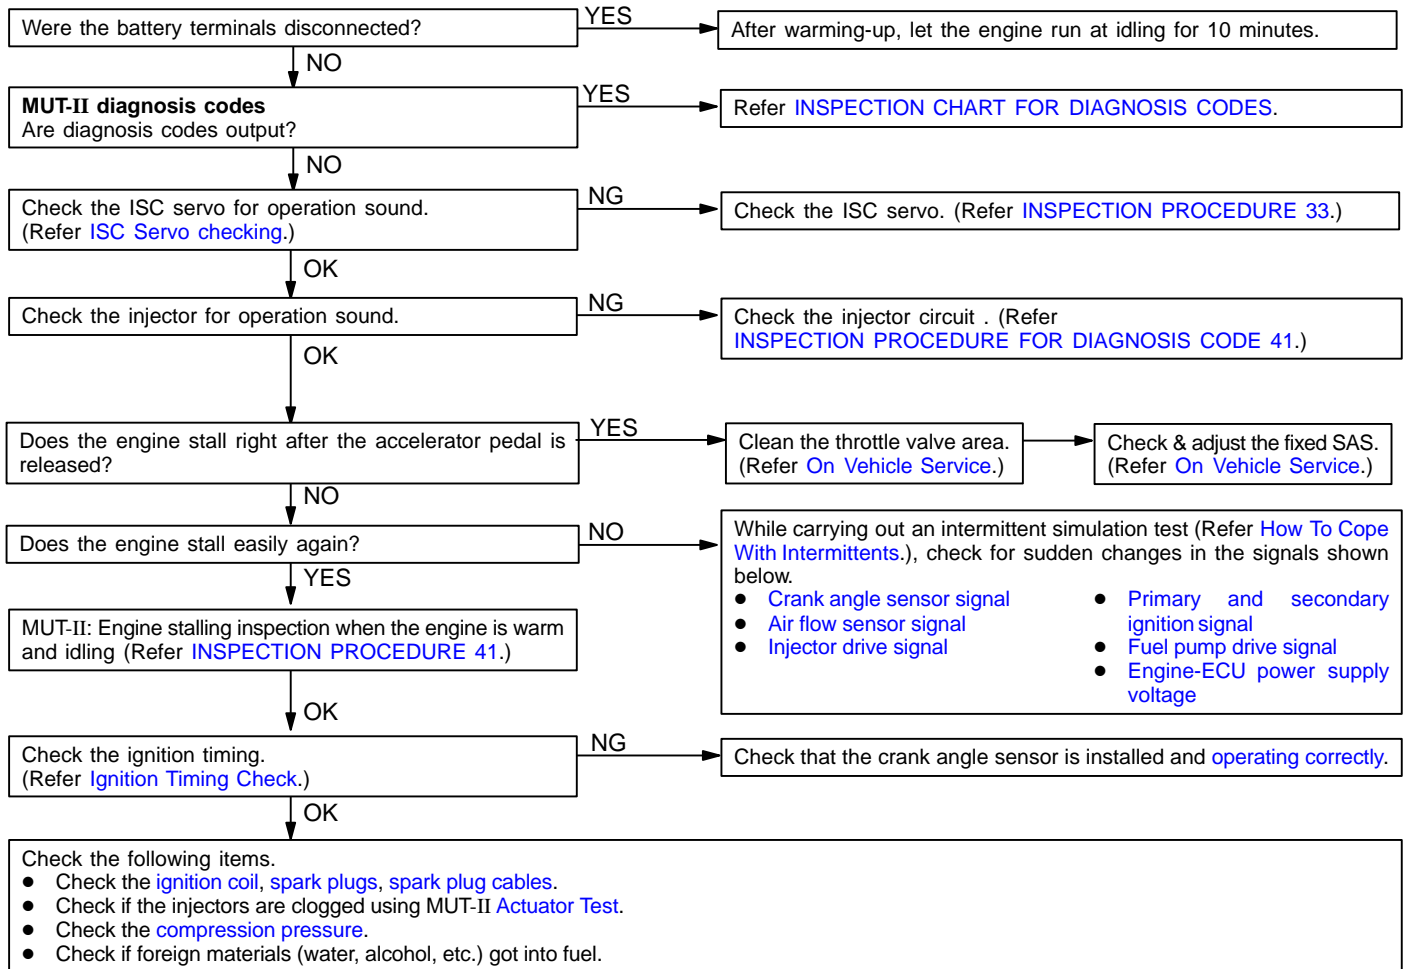 Were the battery terminals disconnected?
YES
After warming-up, let the engine run at idling for 10 minutes.
NO
MUT-II diagnosis codes
Are diagnosis codes output?
YES
Refer INSPECTION CHART FOR DIAGNOSIS CODES.
NO
Check the ISC servo for operation sound.
(Refer ISC Servo checking.)
NG
Check the ISC servo. (Refer INSPECTION PROCEDURE 33.)
OK
Check the injector for operation sound.
NG
Check the injector circuit . (Refer
INSPECTION PROCEDURE FOR DIAGNOSIS CODE 41.)
OK
Does the engine stall right after the accelerator pedal is
released?
YES
Clean the throttle valve area.
(Refer On Vehicle Service.)
Check & adjust the fixed SAS.
(Refer On Vehicle Service.)
NO
Does the engine stall easily again?
NO
While carrying out an intermittent simulation test (Refer How To Cope
With Intermittents.), check for sudden changes in the signals shown
below.
● Crank angle sensor signal
● Air flow sensor signal
● Injector drive signal
● Primary and secondary
ignition signal
● Fuel pump drive signal
● Engine-ECU power supply
voltage
YES
MUT-II: Engine stalling inspection when the engine is warm
and idling (Refer INSPECTION PROCEDURE 41.)
OK
Check the ignition timing.
(Refer Ignition Timing Check.)
NG
Check that the crank angle sensor is installed and operating correctly.
OK
Check the following items.
● Check the ignition coil, spark plugs, spark plug cables.
● Check if the injectors are clogged using MUT-II Actuator Test.
● Check the compression pressure.
● Check if foreign materials (water, alcohol, etc.) got into fuel.